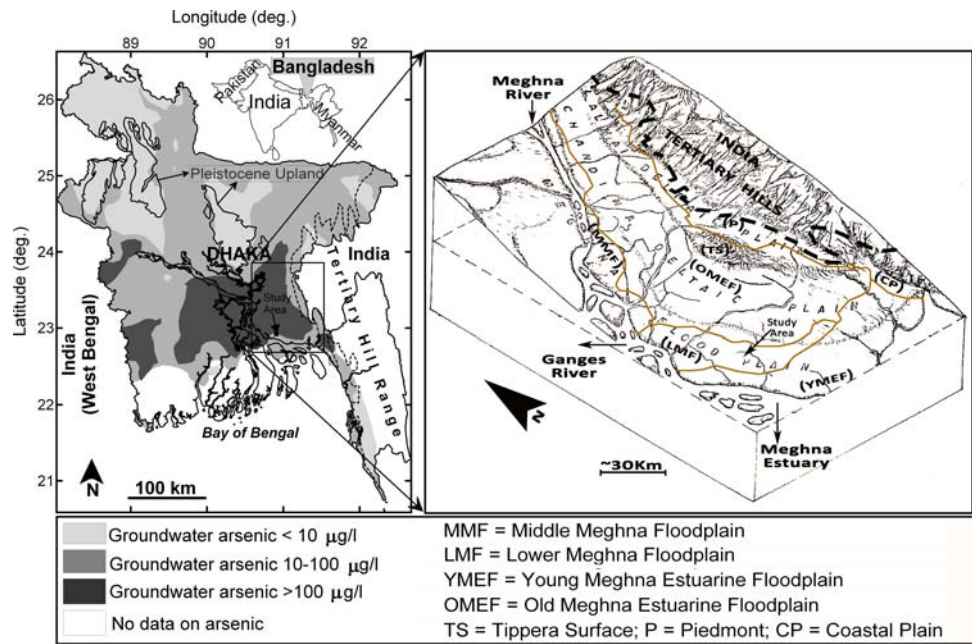 Longitude (deg.)
89 90 91 92
Latitude (deg.)
26
25
24
23
22
21
Bangladesh
Pakistan
India
Myanmar
Pleistocene Upland
DHAKA
India
Study
Area
Tertiary Hill Range
India
(West Bengal)
Bay of Bengal
N
100 km
Meghna
River
INDIA
TERTIARY HILLS
CHANDI
(MMF)
(P)
(TS)
(OMEF)
DELTAIC
PLAIN
(CP)
Study
Area
FLOOD PLAIN
(LMF)
(YMEF)
Ganges
River
N
~30Km
Meghna
Estuary
Groundwater arsenic < 10 µg/l
Groundwater arsenic 10-100 µg/l
Groundwater arsenic >100 µg/l
No data on arsenic
MMF = Middle Meghna Floodplain
LMF = Lower Meghna Floodplain
YMEF = Young Meghna Estuarine Floodplain
OMEF = Old Meghna Estuarine Floodplain
TS = Tippera Surface; P = Piedmont; CP = Coastal Plain